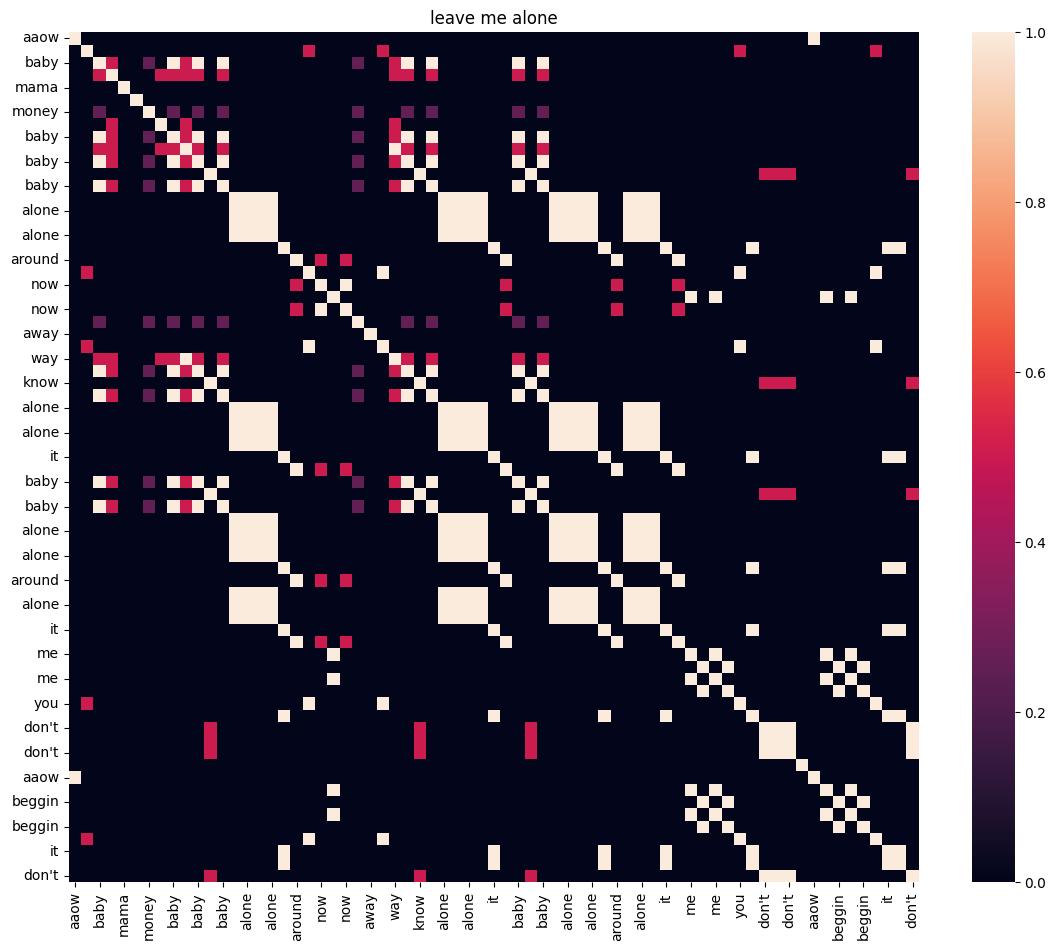 leave me alone
aaow
baby
mama
money
baby
baby
baby
alone
alone
around
now
now
away
way
know
alone
alone
it
baby
baby
alone
alone
around
alone
it
me
me
you
don't
don't
aaow
beggin
beggin
it
don't
1.0
0.8
0.6
0.4
0.2
0.0
aaow
baby
mama
money
baby
baby
baby
alone
alone
around
now
now
away
way
know
alone
alone
it
baby
baby
alone
alone
around
alone
it
me
me
you
don't
don't
aaow
beggin
beggin
it
don't